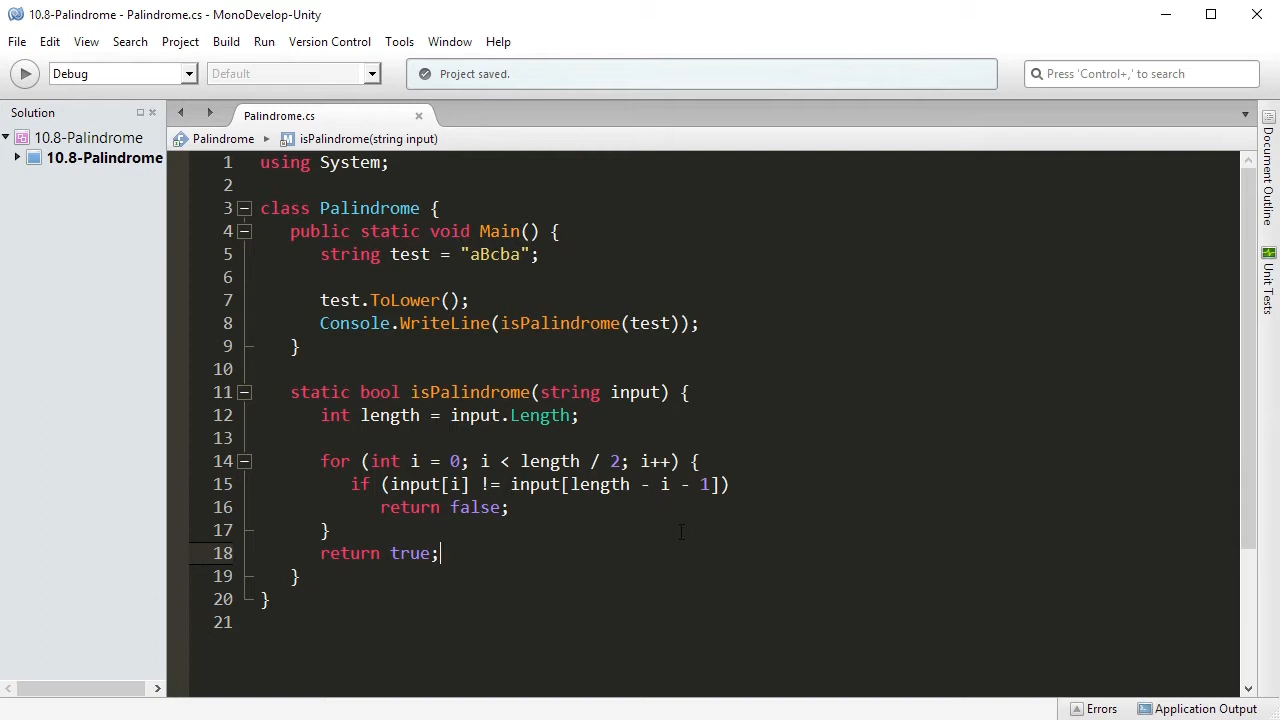 10.8-Palindrome - Palindrome.cs - MonoDevelop-Unity
File Edit View Search Project Build Run Version Control Tools Window Help
Debug Default Project saved. Press 'Control+,' to search
Solution
10.8-Palindrome
10.8-Palindrome
Palindrome.cs
Palindrome isPalindrome(string input)
1 using System;
2
3 class Palindrome {
4 public static void Main() {
5 string test = "aBcba";
6
7 test.ToLower();
8 Console.WriteLine(isPalindrome(test));
9 }
10
11 static bool isPalindrome(string input) {
12 int length = input.Length;
13
14 for (int i = 0; i < length / 2; i++) {
15 if (input[i] != input[length - i - 1])
16 return false;
17 }
18 return true;
19 }
20 }
21
Document Outline
Unit Tests
Errors Application Output